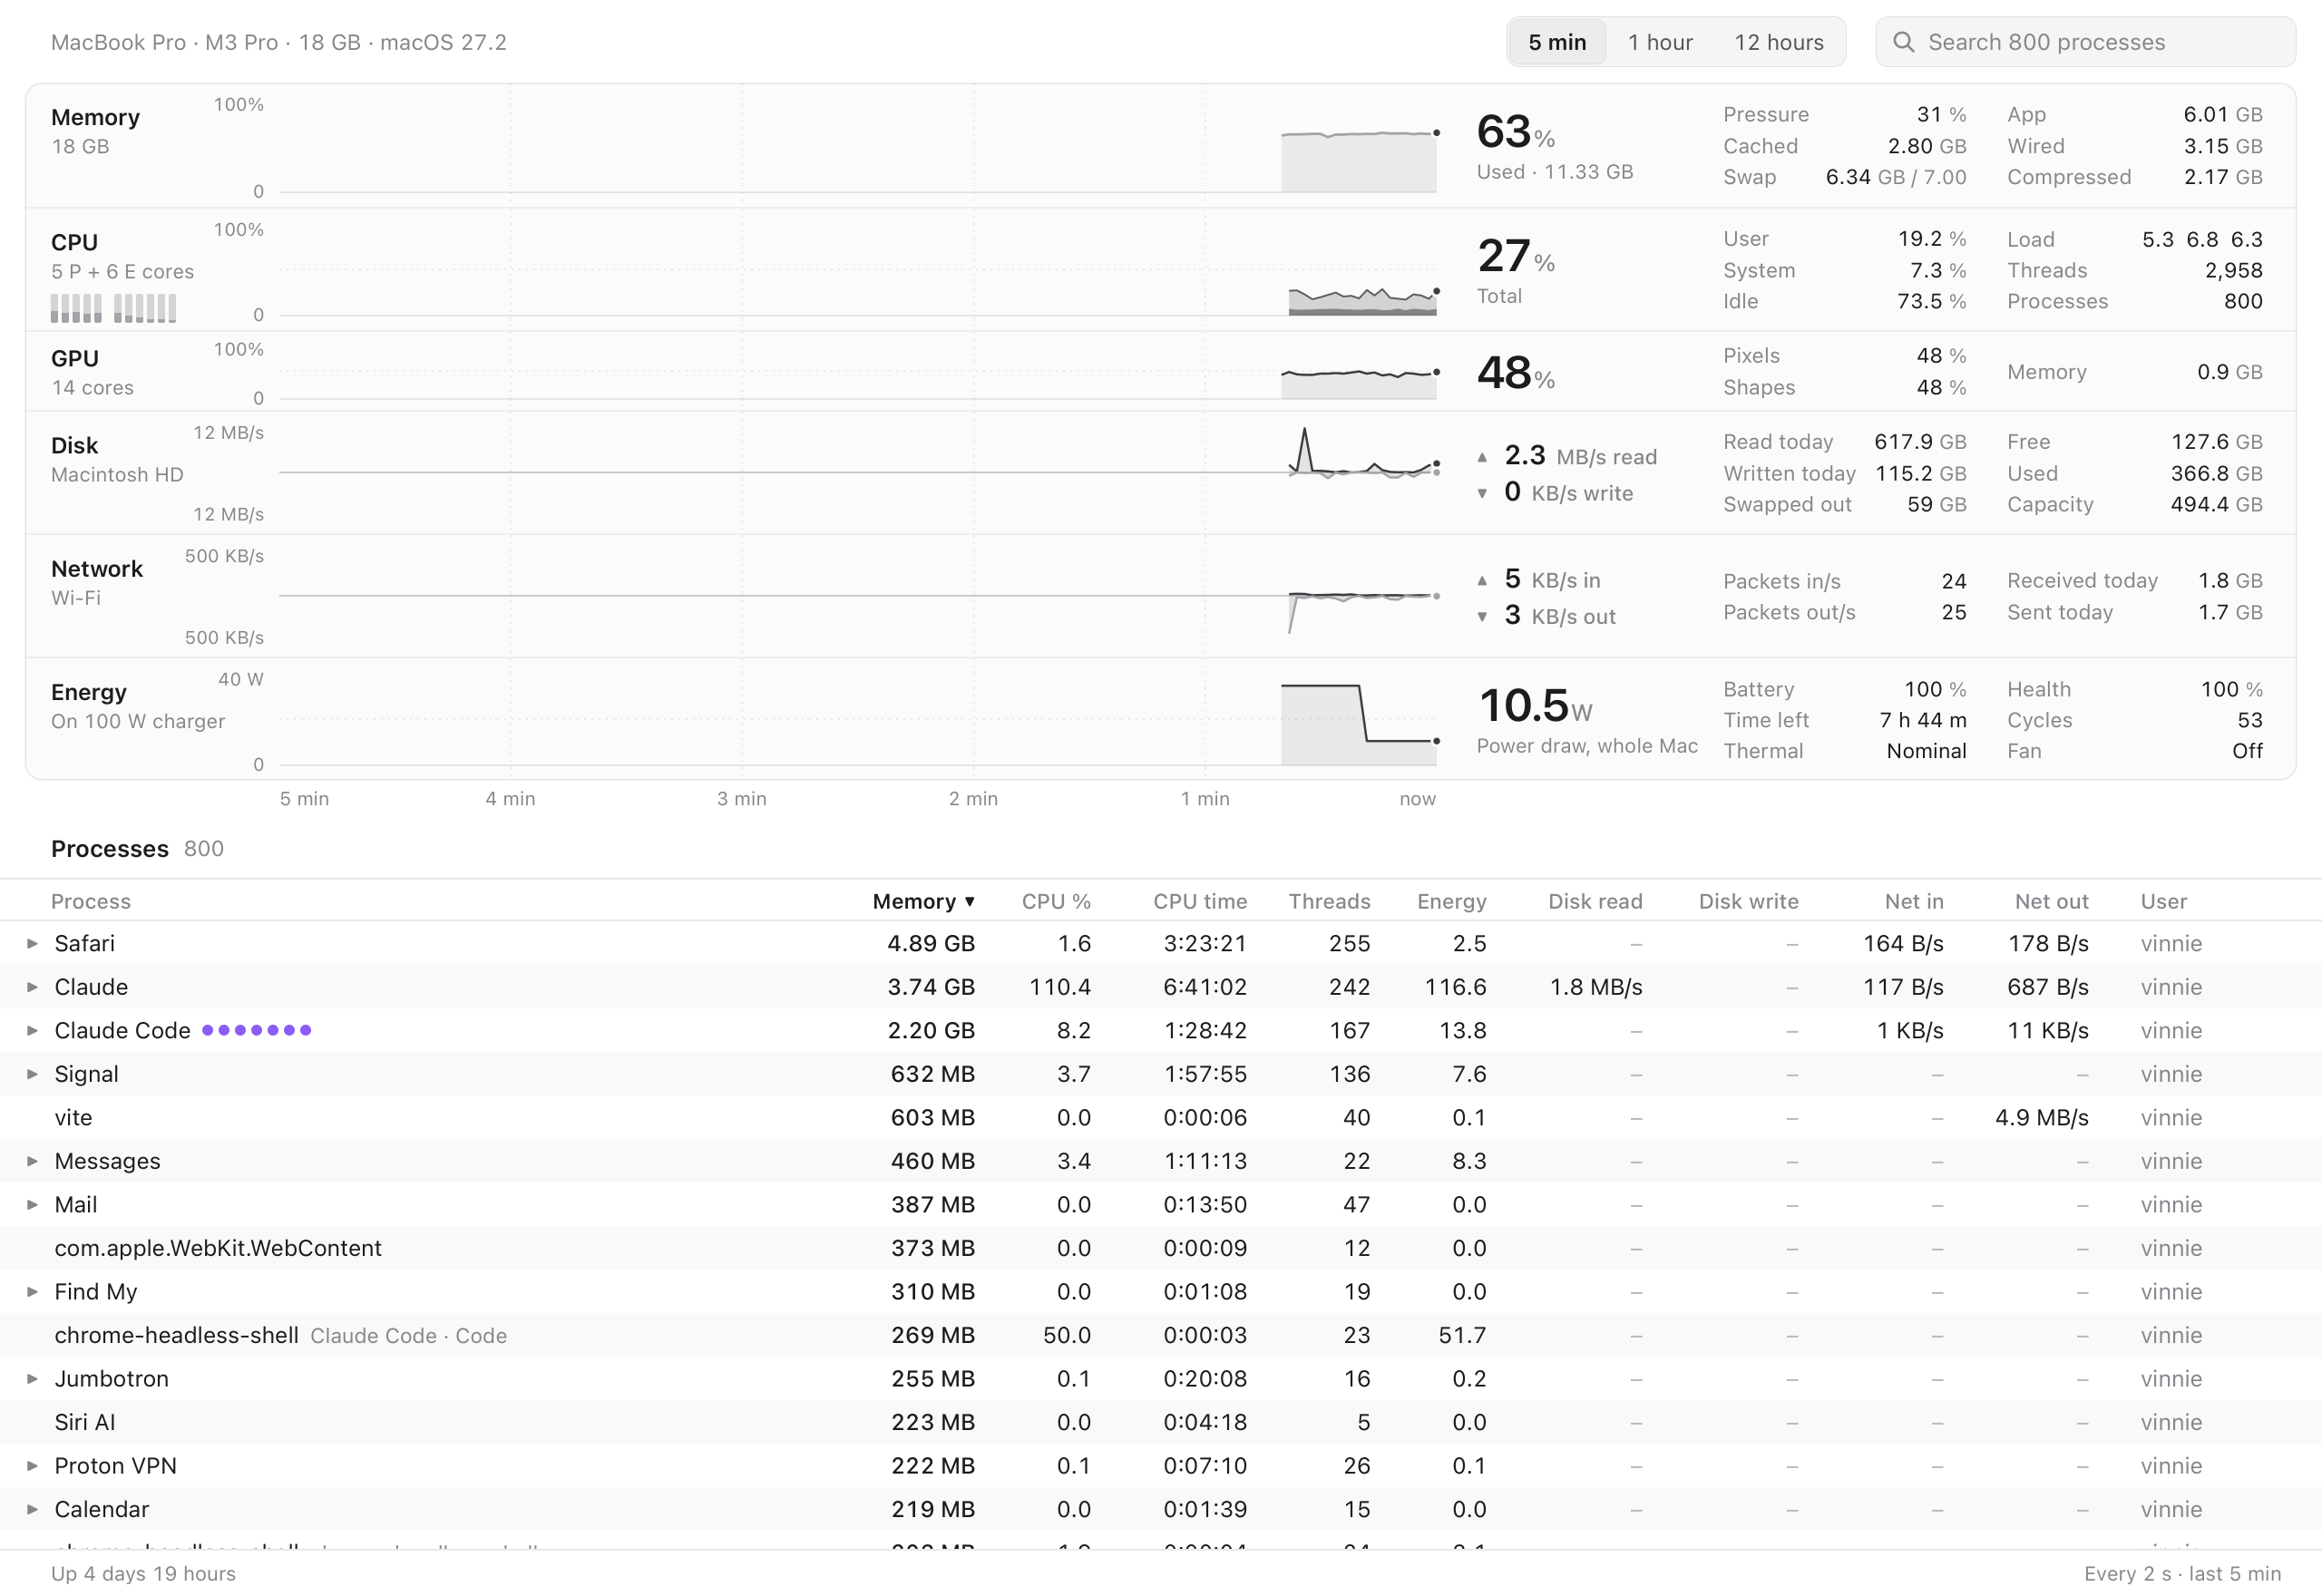 MacBook Pro · M3 Pro · 18 GB · macOS 27.2
5 min 1 hour 12 hours
Search 800 processes
Memory
18 GB
100%
0
63%
Used · 11.33 GB
Pressure 31 %
Cached 2.80 GB
Swap 6.34 GB / 7.00
App 6.01 GB
Wired 3.15 GB
Compressed 2.17 GB
CPU
5 P + 6 E cores
100%
0
27%
Total
User 19.2 %
System 7.3 %
Idle 73.5 %
Load 5.3 6.8 6.3
Threads 2,958
Processes 800
GPU
14 cores
100%
0
48%
Pixels 48 %
Shapes 48 %
Memory 0.9 GB
Disk
Macintosh HD
12 MB/s
12 MB/s
▲ 2.3 MB/s read
▼ 0 KB/s write
Read today 617.9 GB
Written today 115.2 GB
Swapped out 59 GB
Free 127.6 GB
Used 366.8 GB
Capacity 494.4 GB
Network
Wi-Fi
500 KB/s
500 KB/s
▲ 5 KB/s in
▼ 3 KB/s out
Packets in/s 24
Packets out/s 25
Received today 1.8 GB
Sent today 1.7 GB
Energy
On 100 W charger
40 W
0
10.5 W
Power draw, whole Mac
Battery 100 %
Time left 7 h 44 m
Thermal Nominal
Health 100 %
Cycles 53
Fan Off
5 min 4 min 3 min 2 min 1 min now
Processes 800
Process Memory ▼ CPU % CPU time Threads Energy Disk read Disk write Net in Net out User
Safari 4.89 GB 1.6 3:23:21 255 2.5 – – 164 B/s 178 B/s vinnie
Claude 3.74 GB 110.4 6:41:02 242 116.6 1.8 MB/s – 117 B/s 687 B/s vinnie
Claude Code 2.20 GB 8.2 1:28:42 167 13.8 – – 1 KB/s 11 KB/s vinnie
Signal 632 MB 3.7 1:57:55 136 7.6 – – – – vinnie
vite 603 MB 0.0 0:00:06 40 0.1 – – – 4.9 MB/s vinnie
Messages 460 MB 3.4 1:11:13 22 8.3 – – – – vinnie
Mail 387 MB 0.0 0:13:50 47 0.0 – – – – vinnie
com.apple.WebKit.WebContent 373 MB 0.0 0:00:09 12 0.0 – – – – vinnie
Find My 310 MB 0.0 0:01:08 19 0.0 – – – – vinnie
chrome-headless-shell Claude Code · Code 269 MB 50.0 0:00:03 23 51.7 – – – – vinnie
Jumbotron 255 MB 0.1 0:20:08 16 0.2 – – – – vinnie
Siri AI 223 MB 0.0 0:04:18 5 0.0 – – – – vinnie
Proton VPN 222 MB 0.1 0:07:10 26 0.1 – – – – vinnie
Calendar 219 MB 0.0 0:01:39 15 0.0 – – – – vinnie
Up 4 days 19 hours
Every 2 s · last 5 min